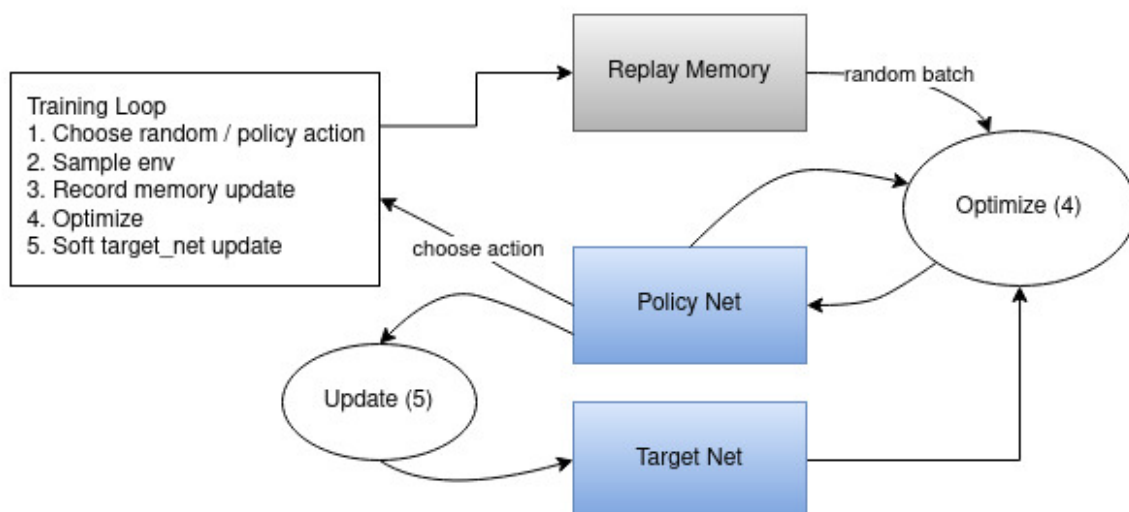 Replay Memory
random batch
Training Loop
1. Choose random / policy action
2. Sample env
3. Record memory update
4. Optimize
5. Soft target_net update
Optimize (4)
choose action
Policy Net
Update (5)
Target Net